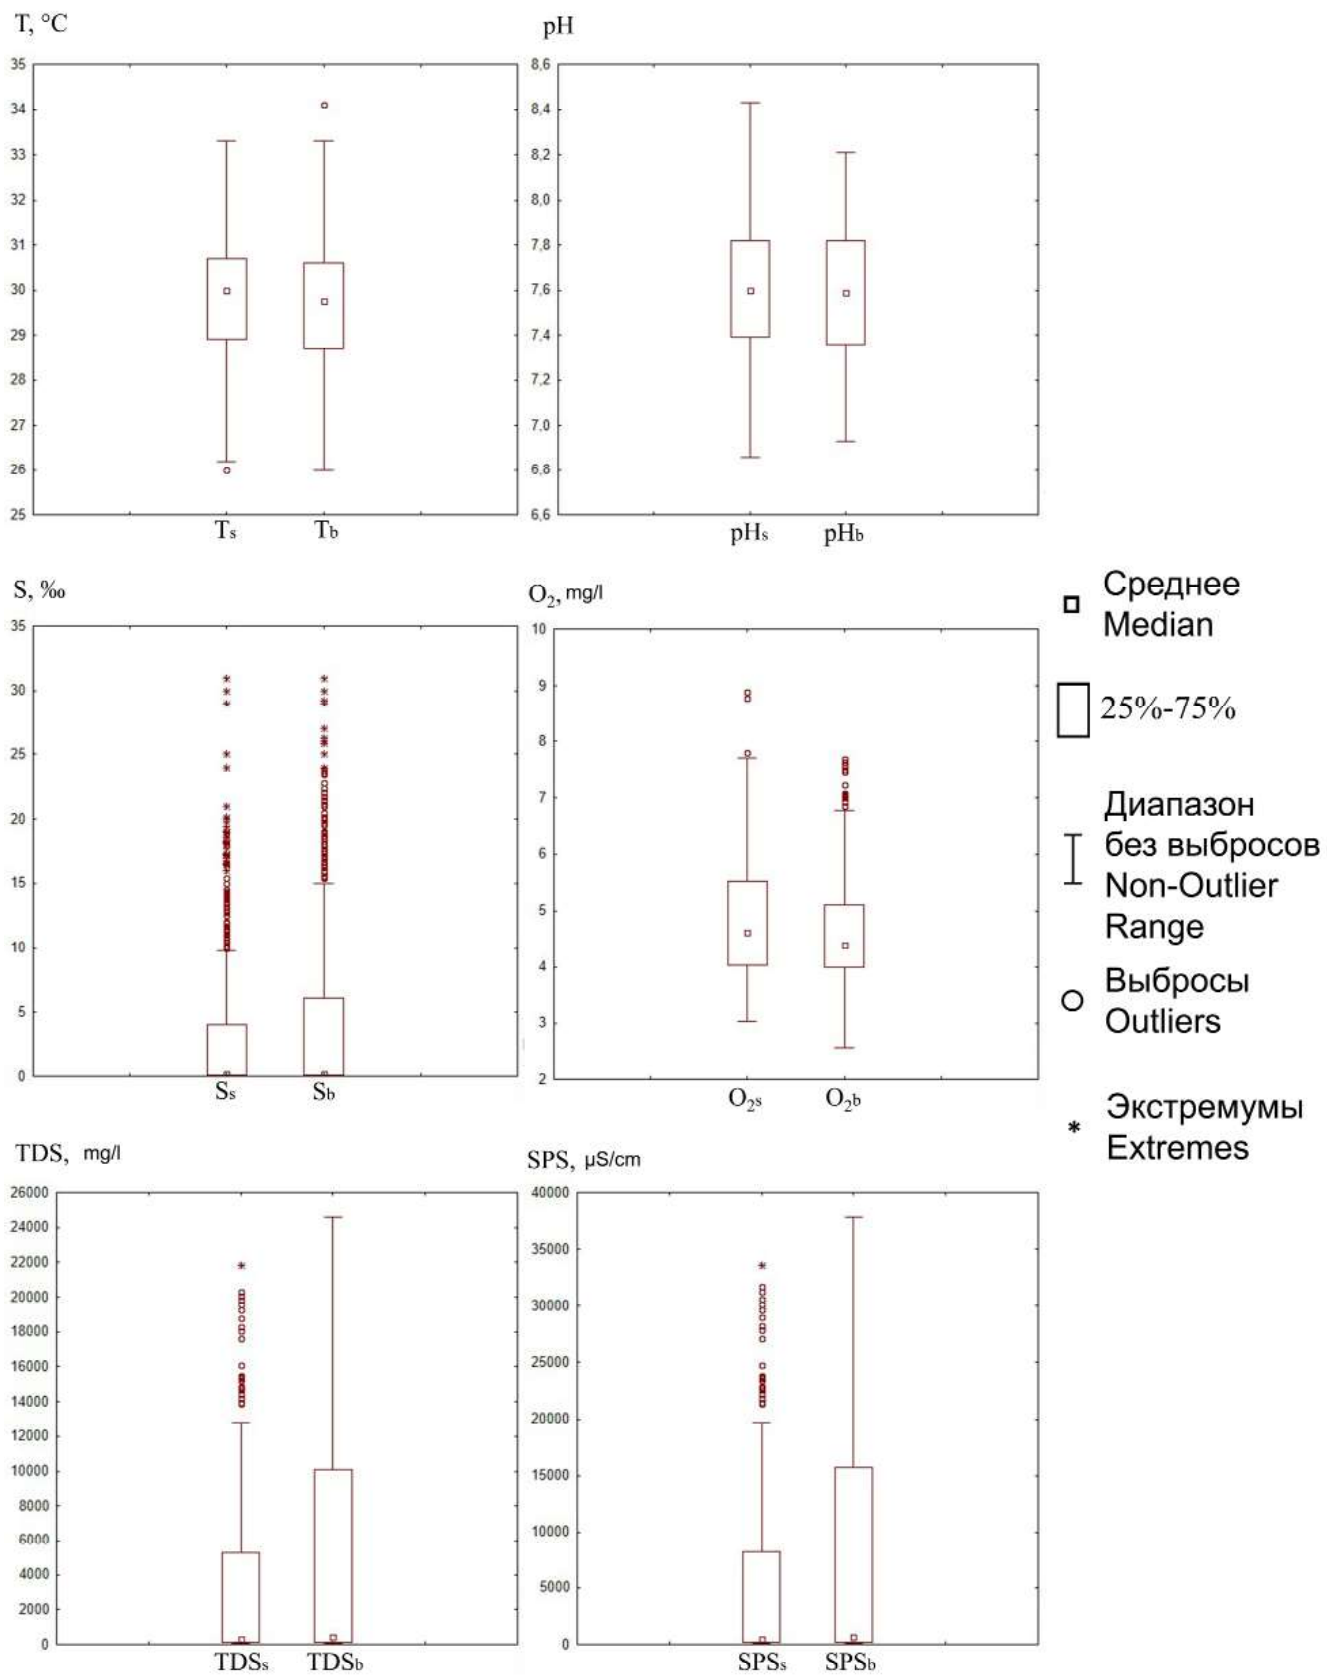 T, °C
pH
35
34
33
32
31
30
29
28
27
26
25
Ts
Tb
8,6
8,4
8,2
8,0
7,8
7,6
7,4
7,2
7,0
6,8
6,6
pHs
pHb
S, ‰
O2, mg/l
35
30
25
20
15
10
5
0
Ss
Sb
10
9
8
7
6
5
4
3
2
O2s
O2b
Среднее
Median
25%-75%
Диапазон
без выбросов
Non-Outlier
Range
Выбросы
Outliers
Экстремумы
Extremes
TDS, mg/l
SPS, µS/cm
26000
24000
22000
20000
18000
16000
14000
12000
10000
8000
6000
4000
2000
0
TDSs
TDSb
40000
35000
30000
25000
20000
15000
10000
5000
0
SPSs
SPSb